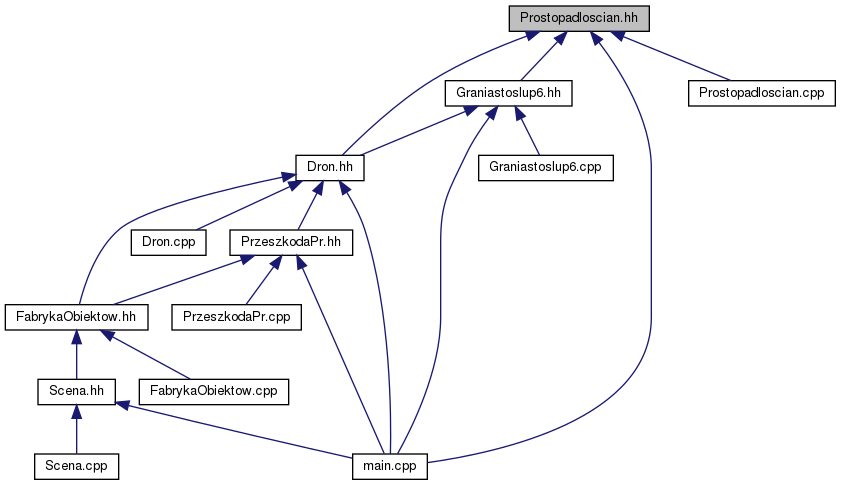 Prostopadloscian.hh
Graniastoslup6.hh
Prostopadloscian.cpp
Dron.hh
Graniastoslup6.cpp
Dron.cpp
PrzeszkodaPr.hh
FabrykaObiektow.hh
PrzeszkodaPr.cpp
Scena.hh
FabrykaObiektow.cpp
Scena.cpp
main.cpp